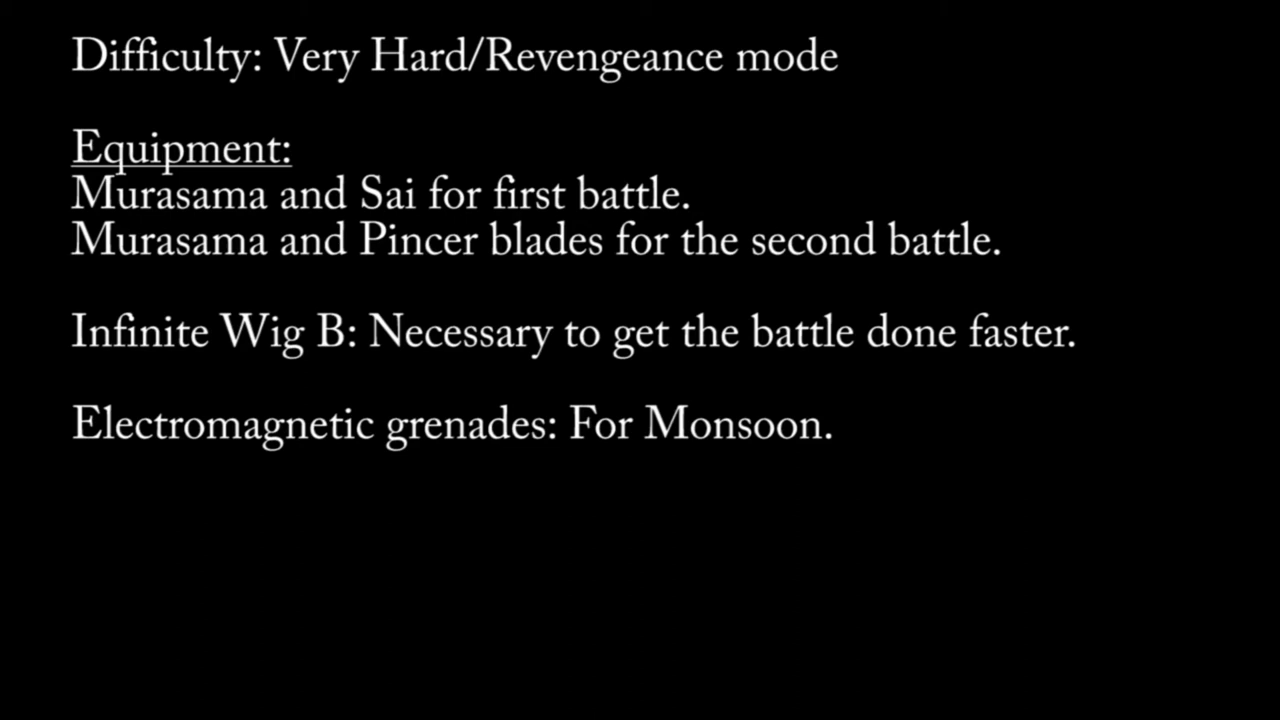 Difficulty: Very Hard/Revengeance mode
Equipment:
Murasama and Sai for first battle.
Murasama and Pincer blades for the second battle.
Infinite Wig B: Necessary to get the battle done faster.
Electromagnetic grenades: For Monsoon.